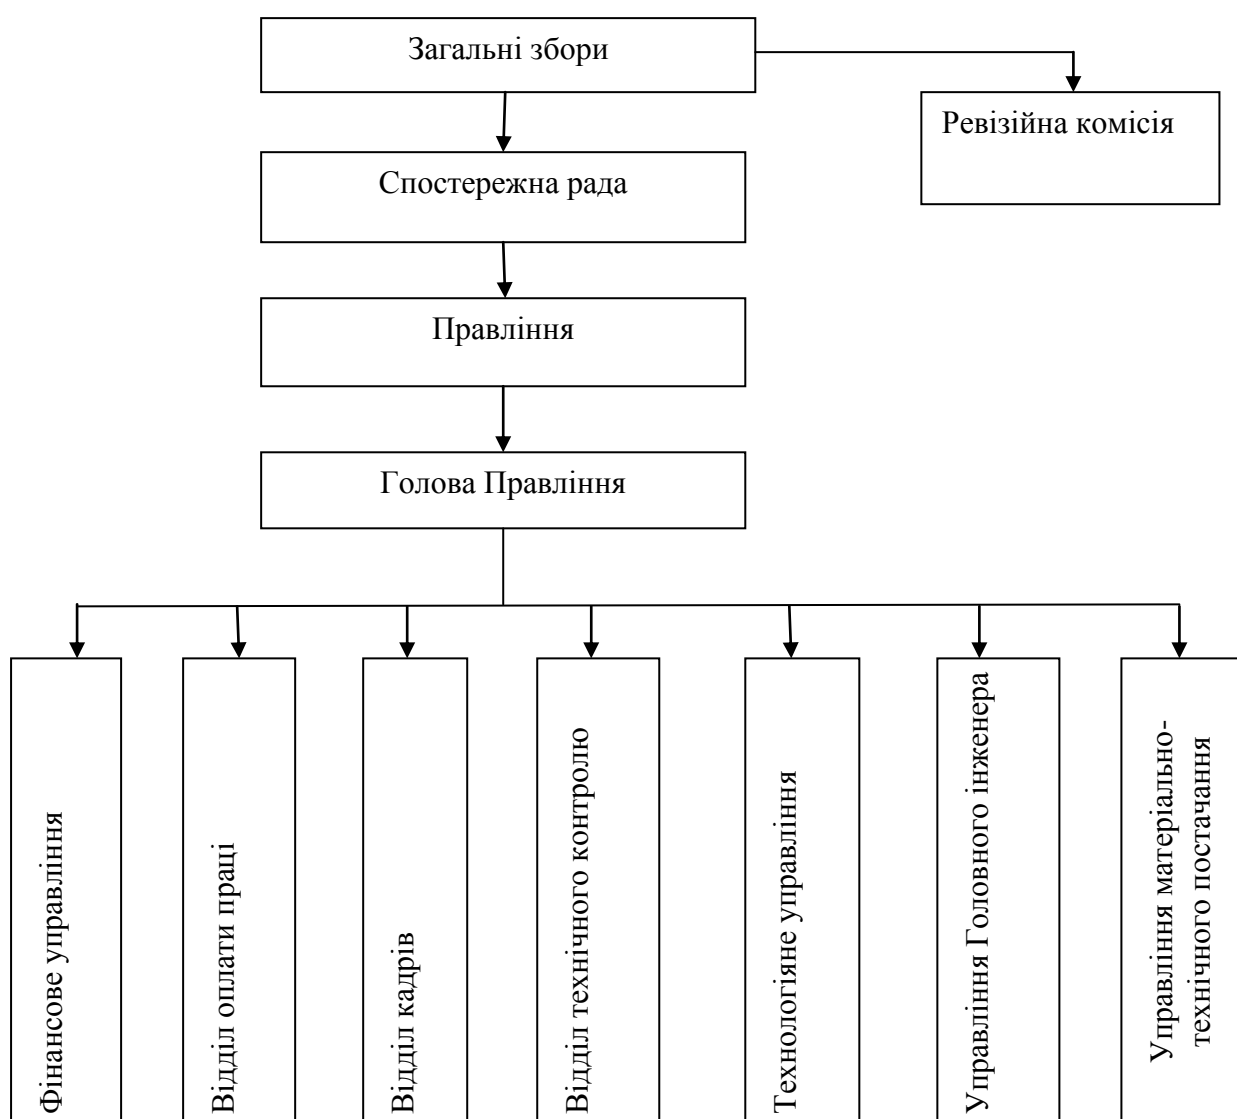 Загальні збори
Ревізійна комісія
Спостережна рада
Правління
Голова Правління
Фінансове управління
Відділ оплати праці
Відділ кадрів
Відділ технічного контролю
Технологіяне управління
Управління Головного інженера
Управління матеріально-
технічного постачання